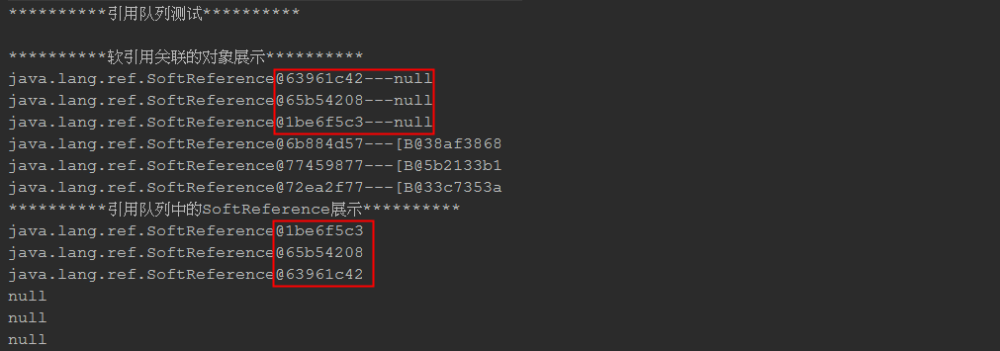 **********引用队列测试**********
**********软引用关联的对象展示**********
java.lang.ref.SoftReference@63961c42---null
java.lang.ref.SoftReference@65b54208---null
java.lang.ref.SoftReference@1be6f5c3---null
java.lang.ref.SoftReference@6b884d57---[B@38af3868
java.lang.ref.SoftReference@77459877---[B@5b2133b1
java.lang.ref.SoftReference@72ea2f77---[B@33c7353a
**********引用队列中的SoftReference展示**********
java.lang.ref.SoftReference@1be6f5c3
java.lang.ref.SoftReference@65b54208
java.lang.ref.SoftReference@63961c42
null
null
null